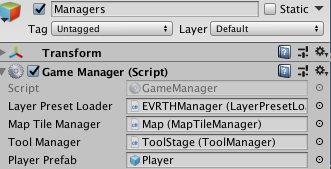 Managers Static
Tag Untagged Layer Default
Transform
Game Manager (Script)
Script GameManager
Layer Preset Loader EVRTHManager (LayerPresetLoa
Map Tile Manager Map (MapTileManager)
Tool Manager ToolStage (ToolManager)
Player Prefab Player